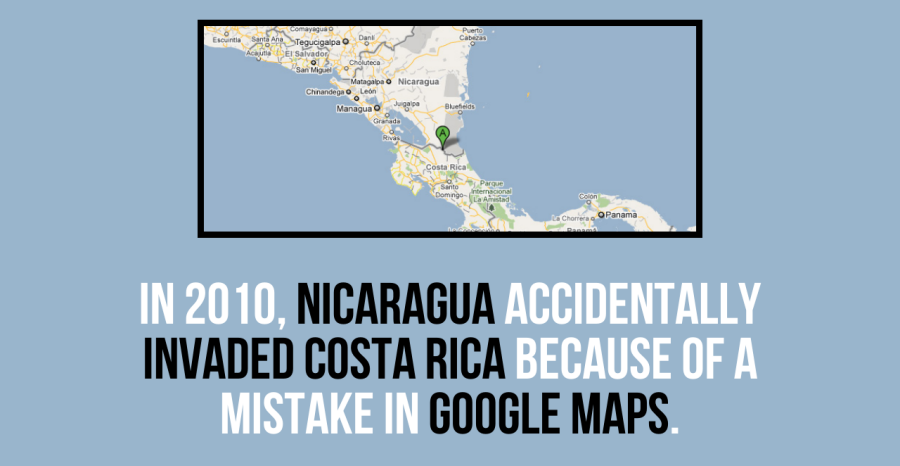 Comayagua
Puerto
Cabezas
Escuintla
Santa Ana
Danlí
Tegucigalpa
Acajutla
El Salvador
San Miguel
Choluteca
Matagalpa
Nicaragua
Chinandega
León
Managua
Juigalpa
Bluefields
Granada
Rivas
A
Costa Rica
Santo
Domingo
Parque
Internacional
La Amistad
Colón
La Chorrera
Panama
La Concepción
Panamá
IN 2010, NICARAGUA ACCIDENTALLY
INVADED COSTA RICA BECAUSE OF A
MISTAKE IN GOOGLE MAPS.